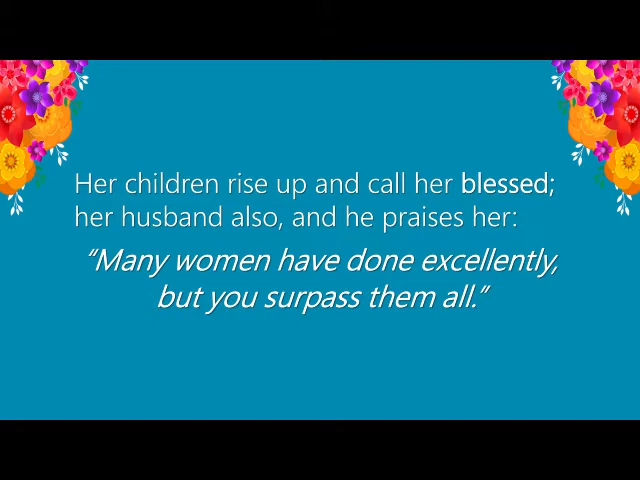 Her children rise up and call her blessed;
her husband also, and he praises her:
“Many women have done excellently,
but you surpass them all.”